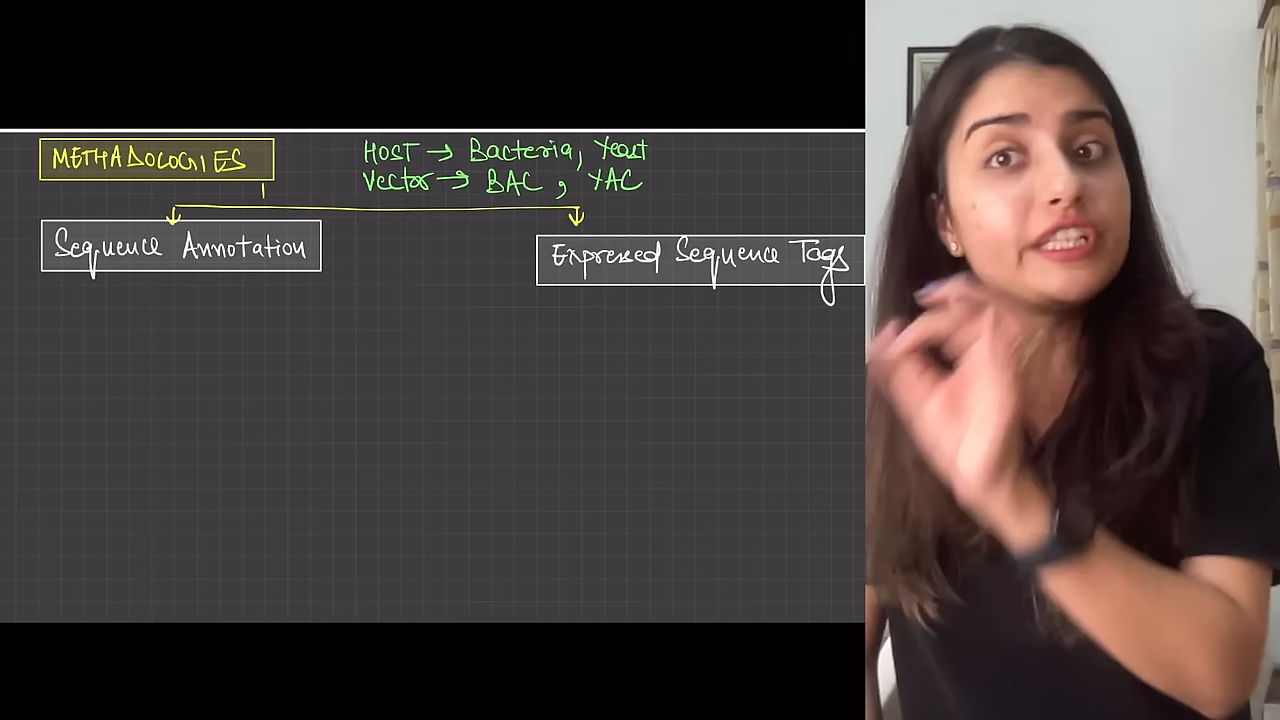 METHADOLOGIES
HOST → Bacteria, Yeast
Vector → BAC, YAC
Sequence Annotation
Expressed Sequence Tags